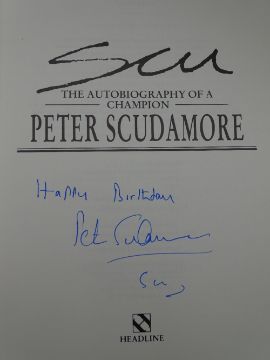 Scu
THE AUTOBIOGRAPHY OF A
CHAMPION
PETER SCUDAMORE
Happy Birthday
Peter Scudamore
Scu
HEADLINE